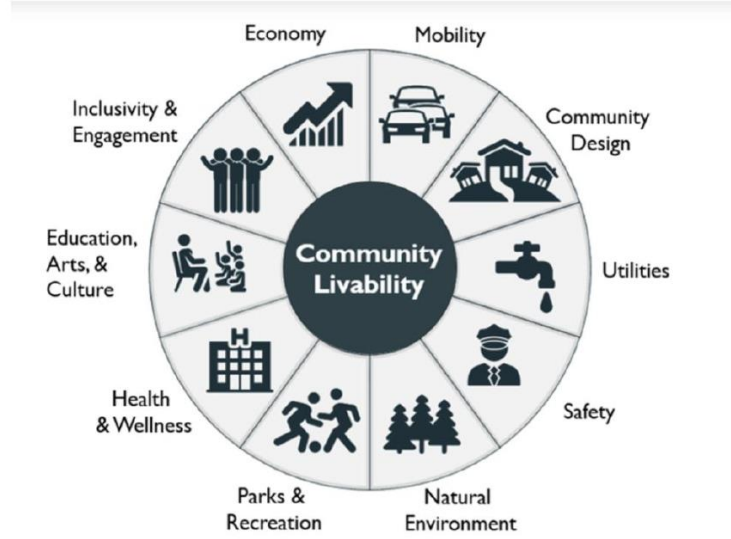 Economy
Mobility
Inclusivity &
Engagement
Community
Design
Education,
Arts, &
Culture
Community
Livability
Utilities
Health
& Wellness
Safety
Parks &
Recreation
Natural
Environment
H